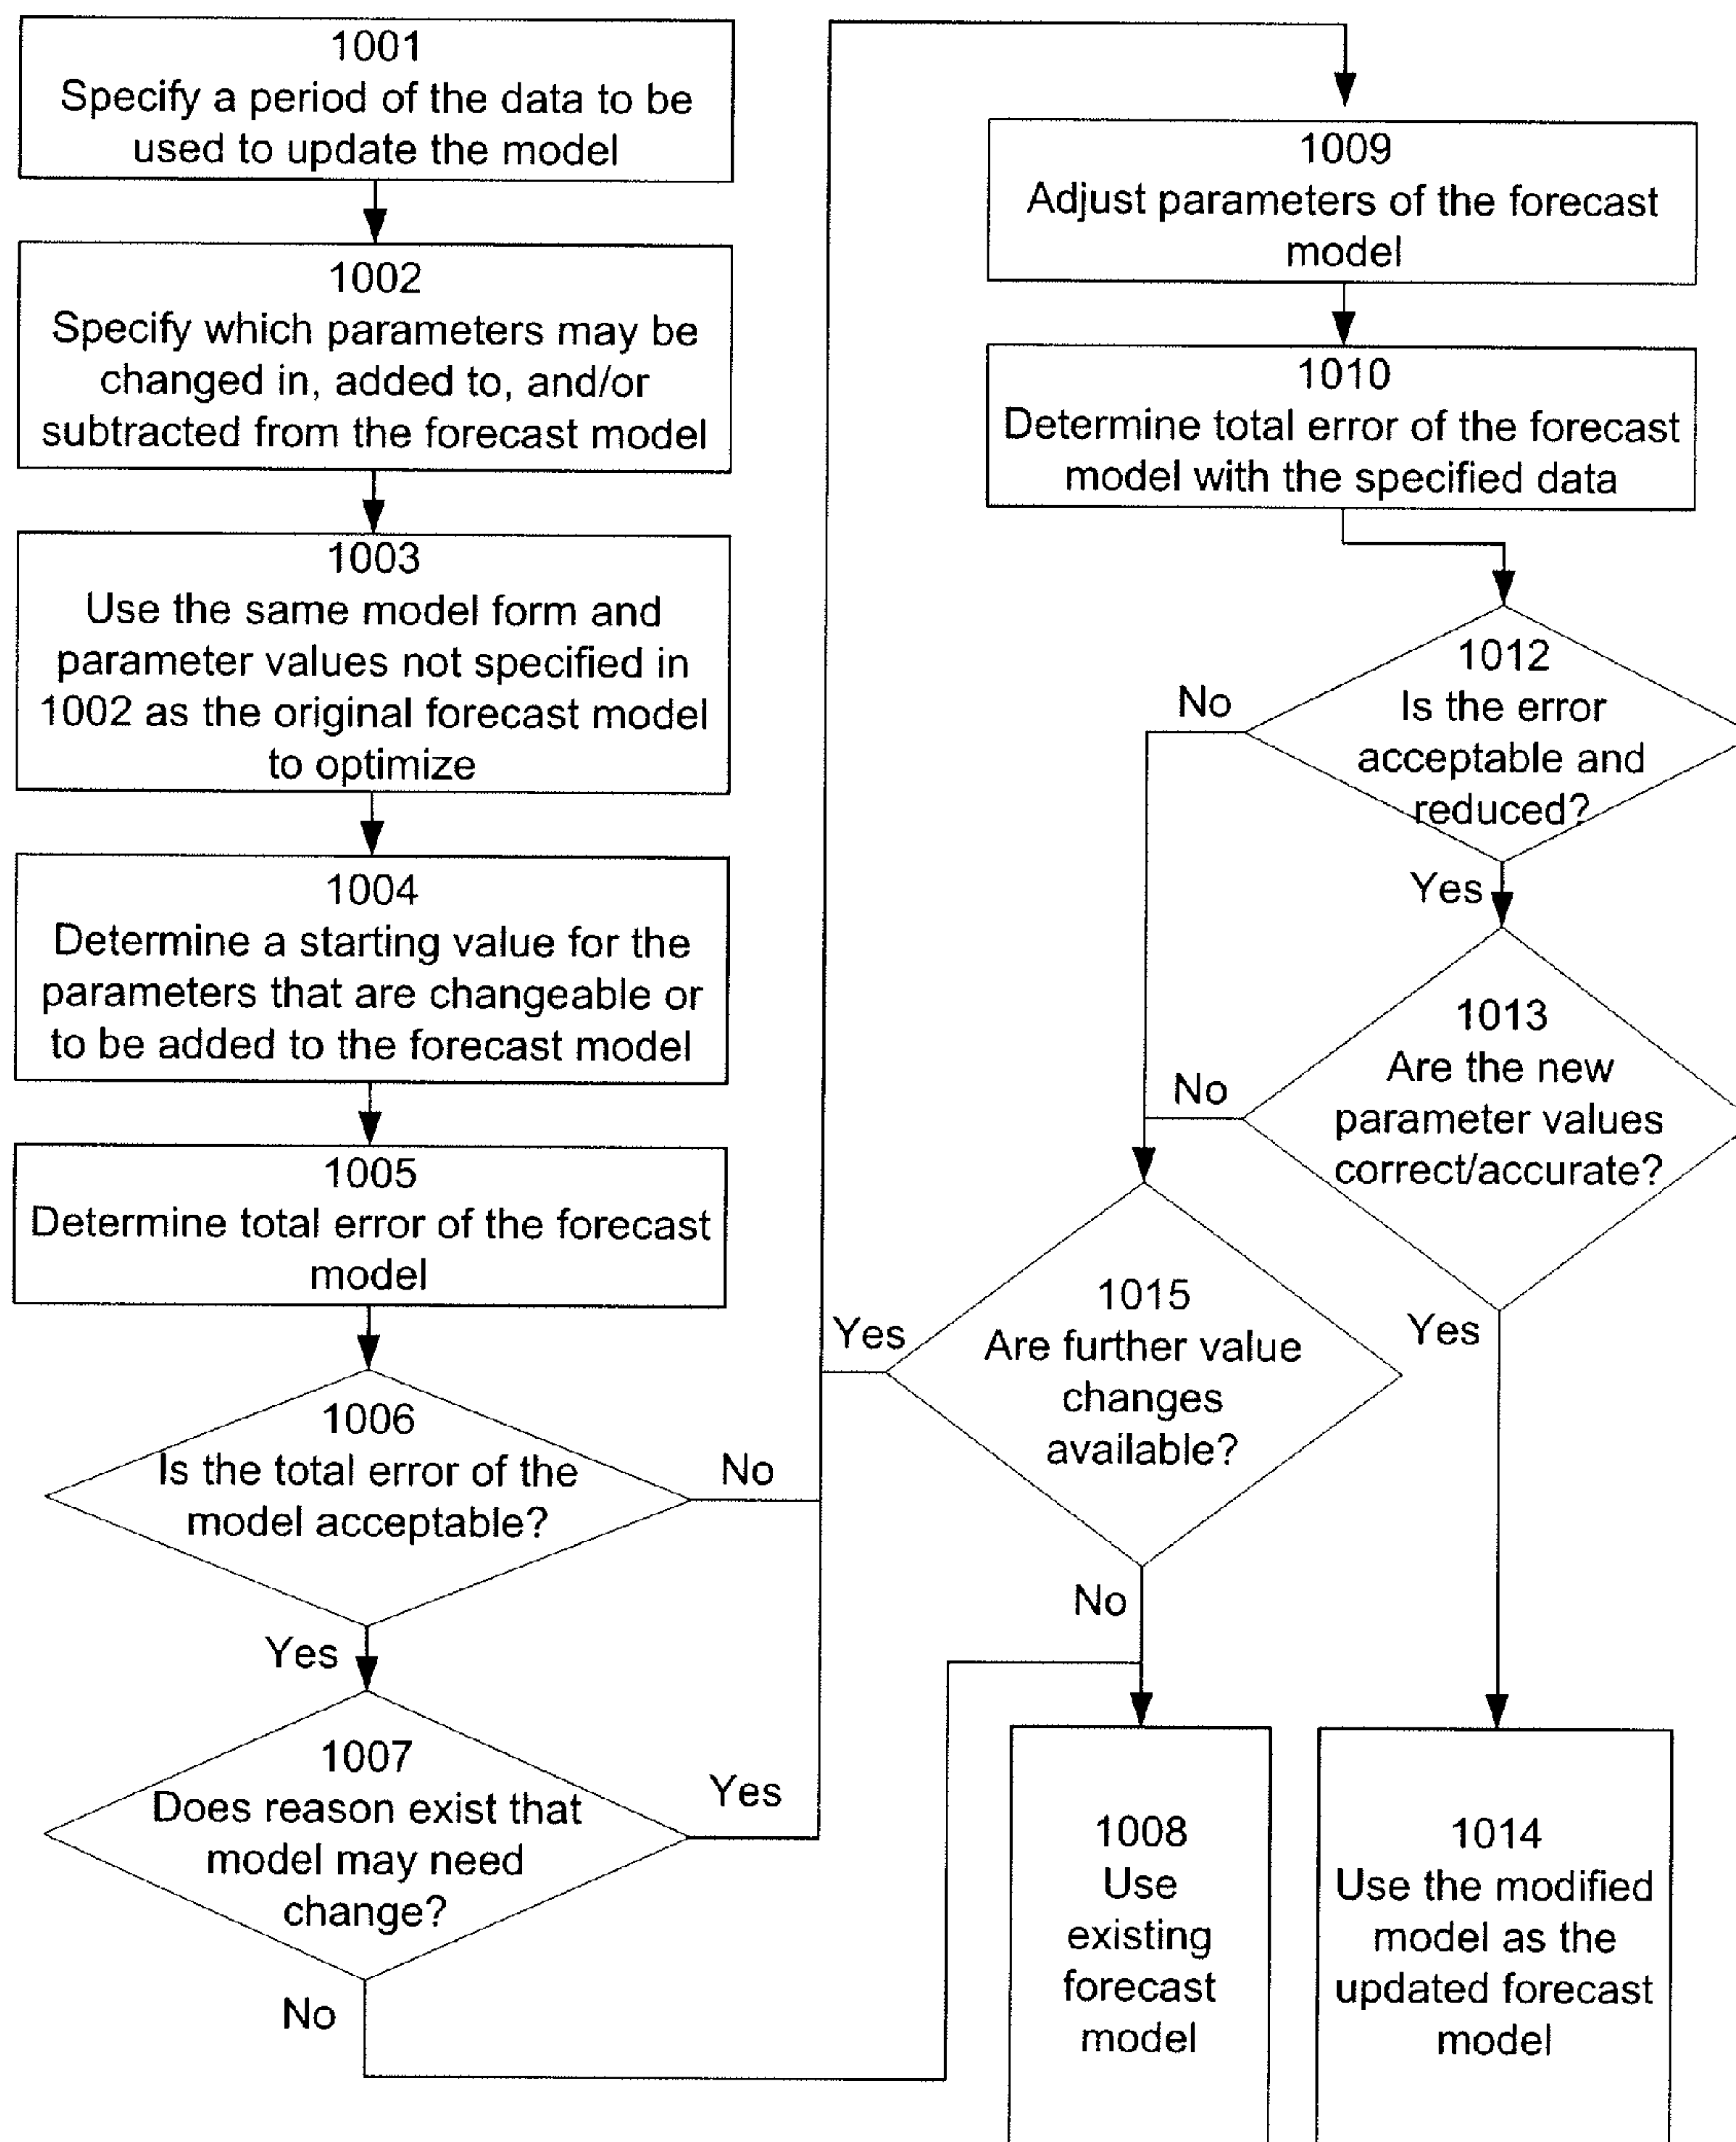 1001
Specify a period of the data to be
used to update the model
1002
Specify which parameters may be
changed in, added to, and/or
subtracted from the forecast model
1003
Use the same model form and
parameter values not specified in
1002 as the original forecast model
to optimize
1004
Determine a starting value for the
parameters that are changeable or
to be added to the forecast model
1005
Determine total error of the forecast
model
1006
Is the total error of the
model acceptable?
No
Yes
1007
Does reason exist that
model may need
change?
Yes
No
1009
Adjust parameters of the forecast
model
1010
Determine total error of the forecast
model with the specified data
1012
Is the error
acceptable and
reduced?
No
Yes
1013
Are the new
parameter values
correct/accurate?
No
Yes
1015
Are further value
changes
available?
Yes
No
1008
Use
existing
forecast
model
1014
Use the modified
model as the
updated forecast
model